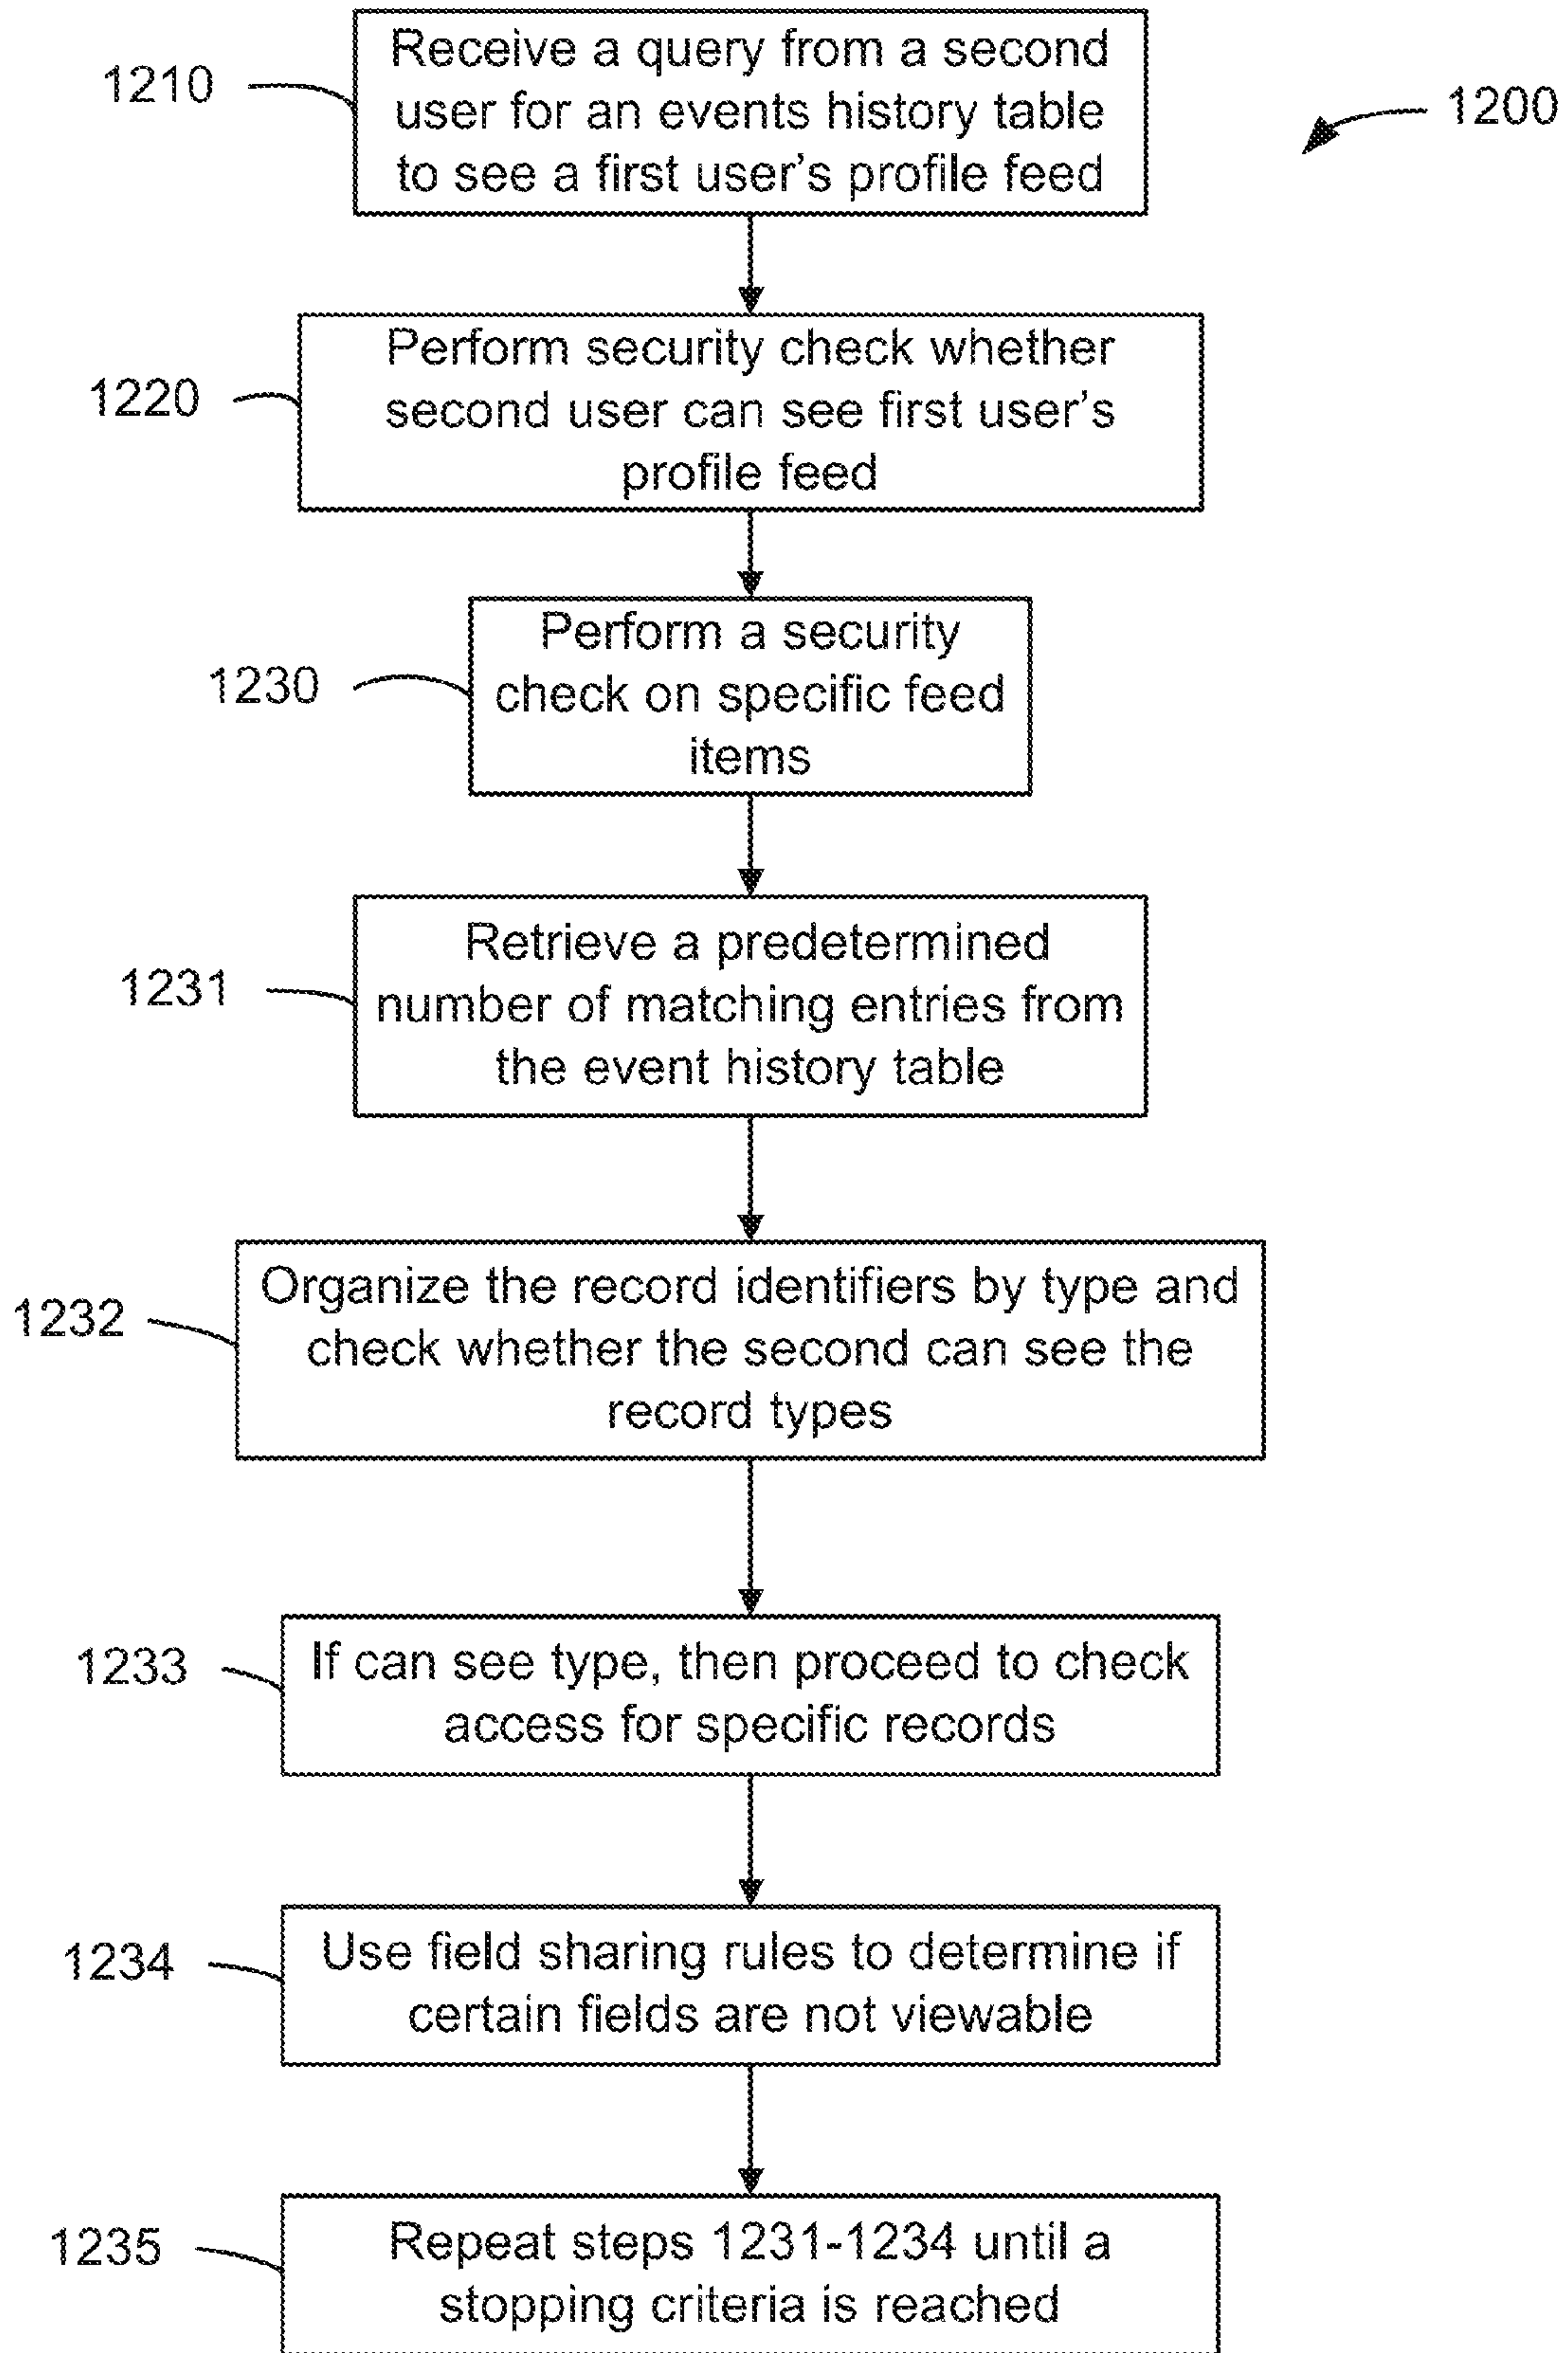 1200
1210
Receive a query from a second
user for an events history table
to see a first user's profile feed
1220
Perform security check whether
second user can see first user's
profile feed
1230
Perform a security
check on specific feed
items
1231
Retrieve a predetermined
number of matching entries from
the event history table
1232
Organize the record identifiers by type and
check whether the second can see the
record types
1233
If can see type, then proceed to check
access for specific records
1234
Use field sharing rules to determine if
certain fields are not viewable
1235
Repeat steps 1231-1234 until a
stopping criteria is reached